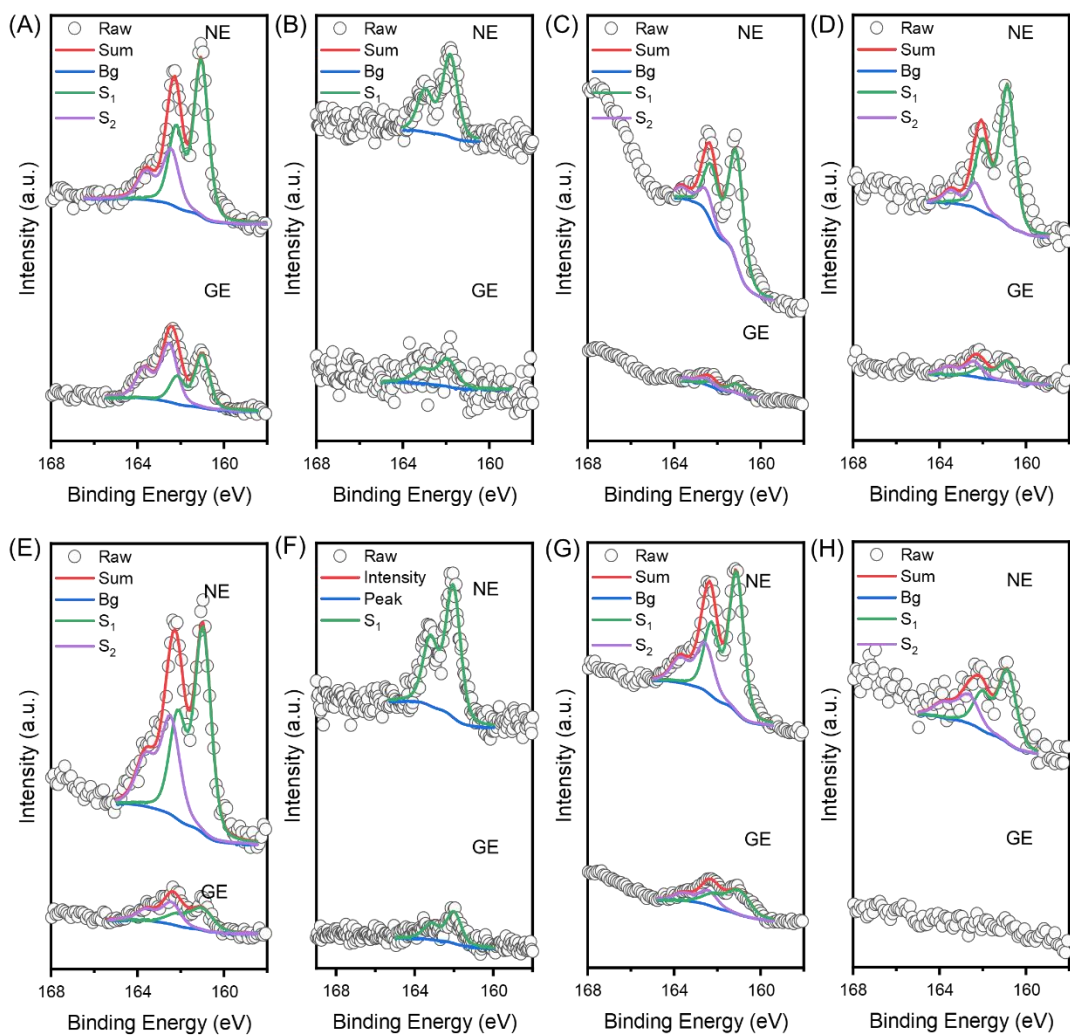 (A)
Raw
Sum
Bg
S₁
S₂
NE
GE
Intensity (a.u.)
168 164 160
Binding Energy (eV)
(B)
Raw
Sum
Bg
S₁
NE
GE
Intensity (a.u.)
168 164 160
Binding Energy (eV)
(C)
Raw
Sum
Bg
S₁
S₂
NE
GE
Intensity (a.u.)
168 164 160
Binding Energy (eV)
(D)
Raw
Sum
Bg
S₁
S₂
NE
GE
Intensity (a.u.)
168 164 160
Binding Energy (eV)
(E)
Raw
Sum
Bg
S₁
S₂
NE
GE
Intensity (a.u.)
168 164 160
Binding Energy (eV)
(F)
Raw
Intensity
Peak
S₁
NE
GE
Intensity (a.u.)
168 164 160
Binding Energy (eV)
(G)
Raw
Sum
Bg
S₁
S₂
NE
GE
Intensity (a.u.)
168 164 160
Binding Energy (eV)
(H)
Raw
Sum
Bg
S₁
S₂
NE
GE
Intensity (a.u.)
168 164 160
Binding Energy (eV)